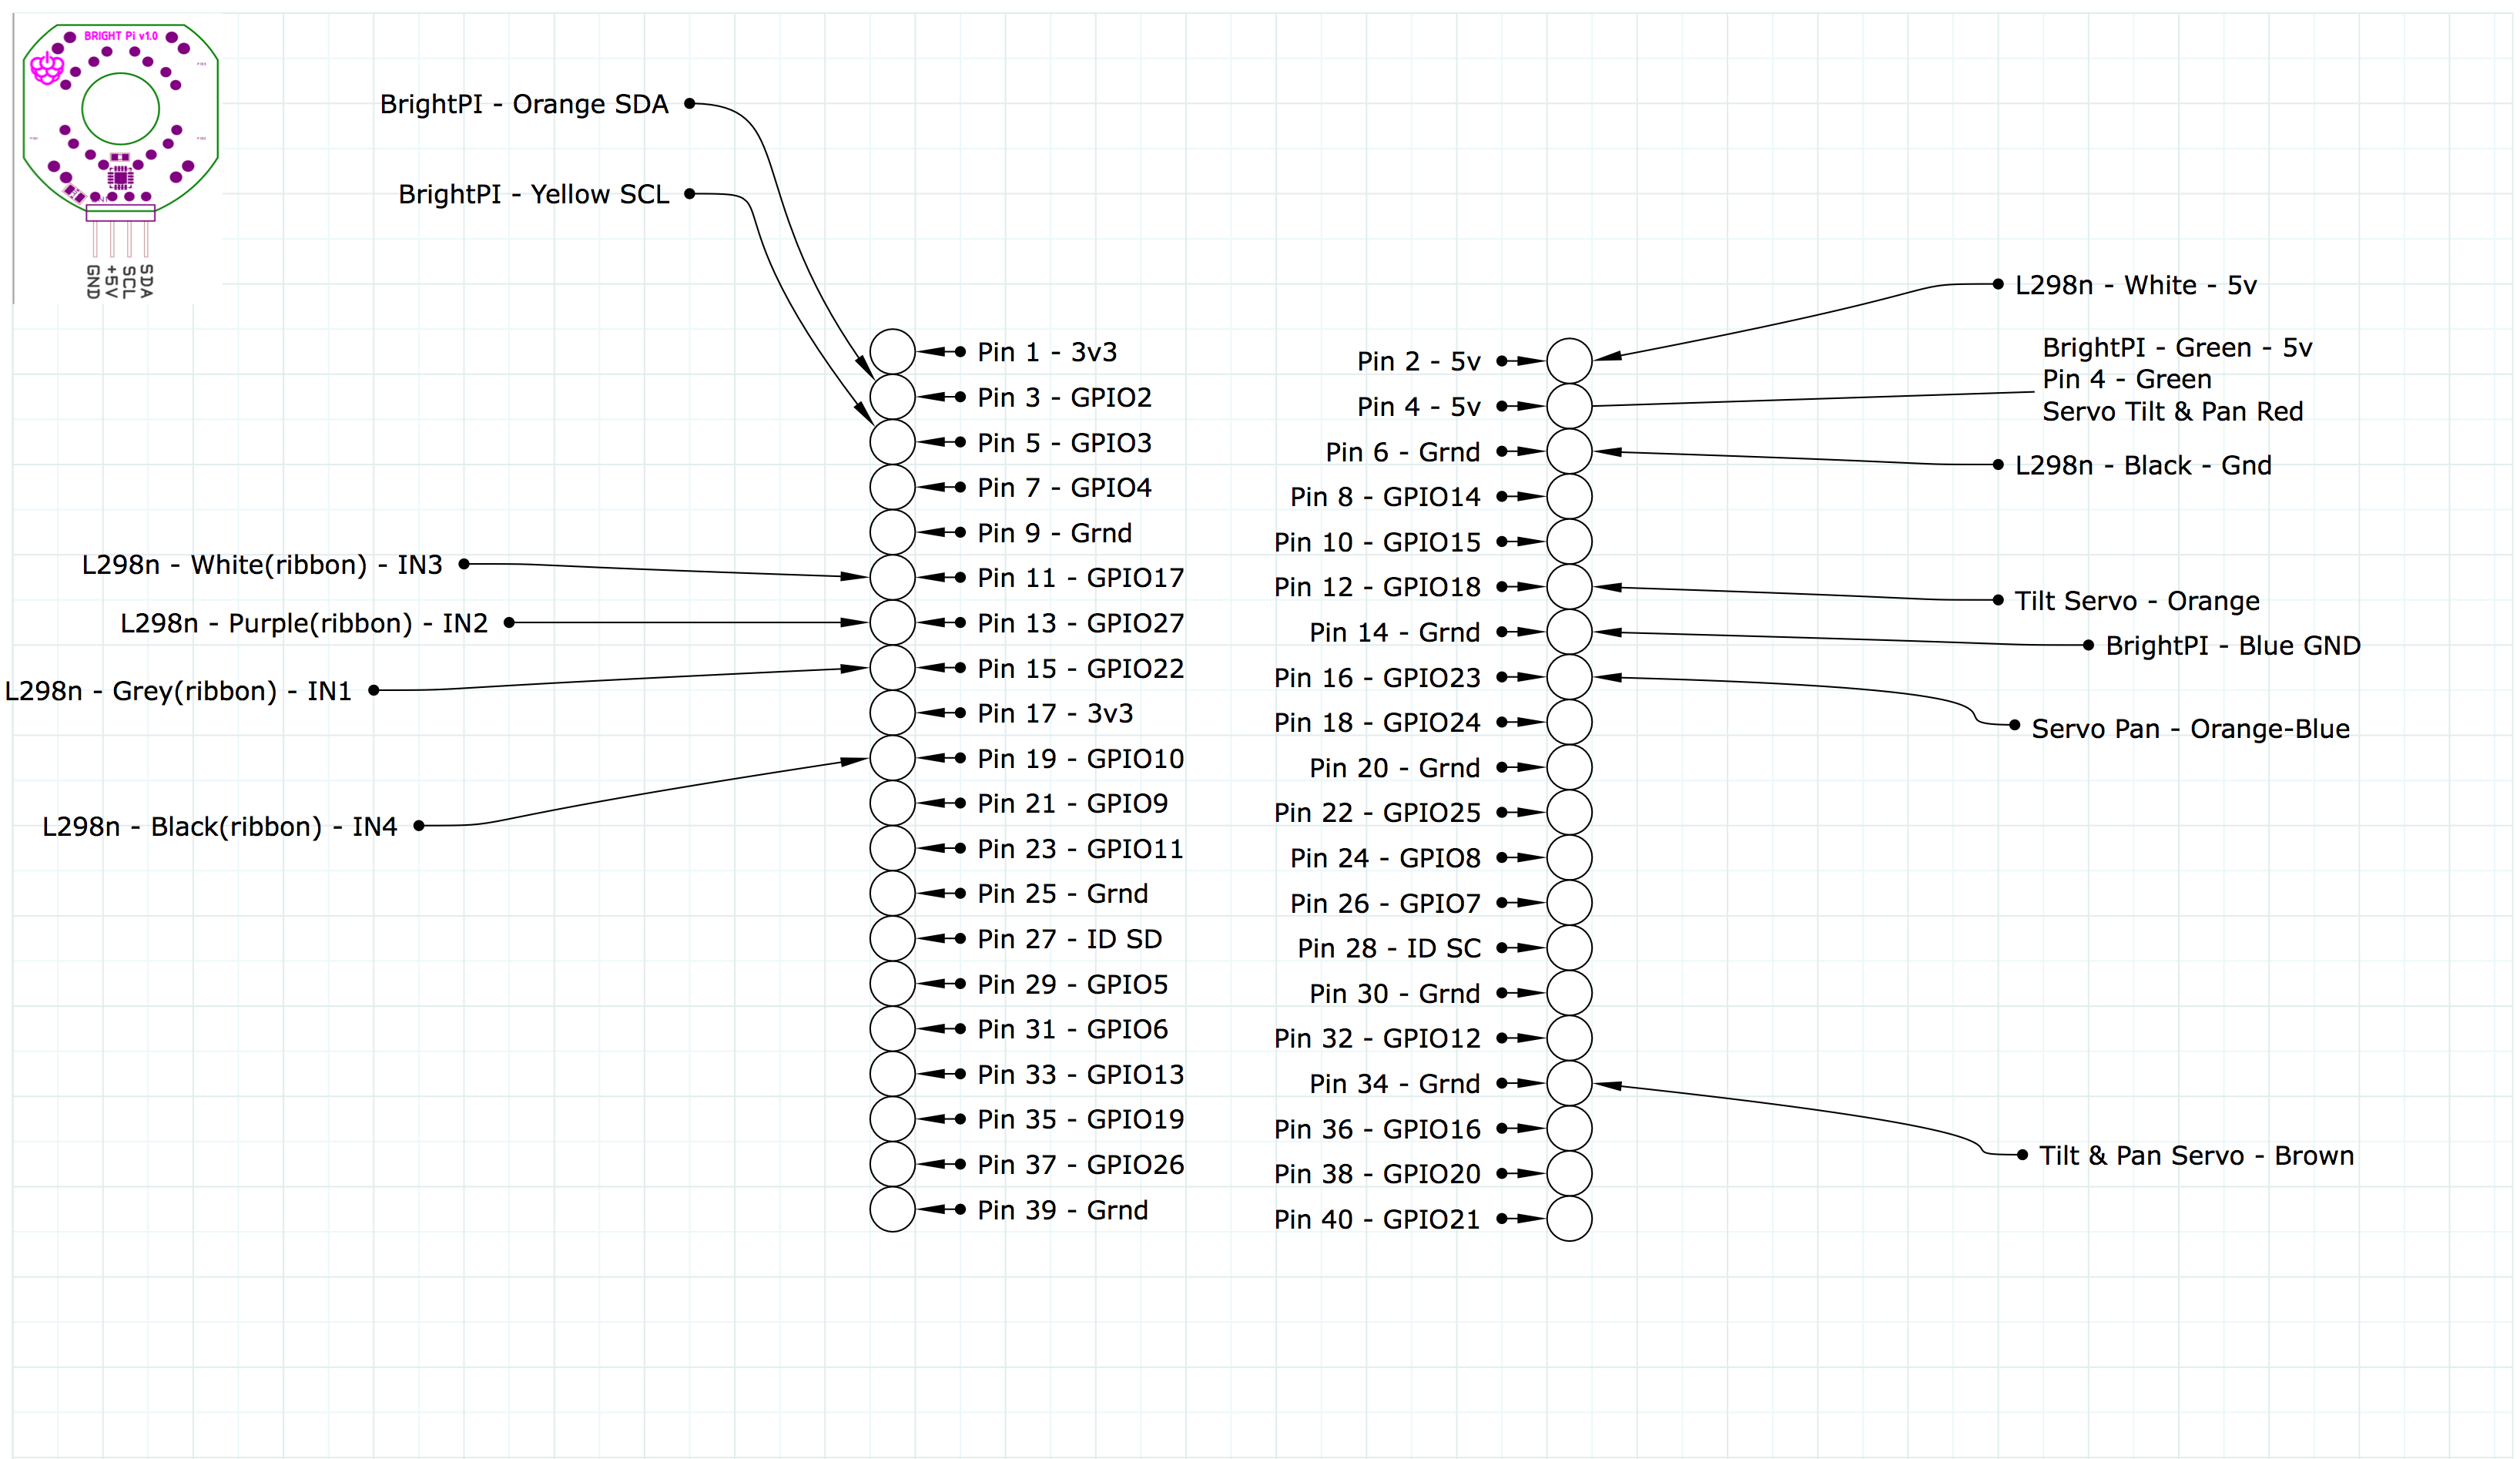 BRIGHT Pi v1.0
GND
+5V
SCL
SDA
BrightPI - Orange SDA
BrightPI - Yellow SCL
L298n - White(ribbon) - IN3
L298n - Purple(ribbon) - IN2
L298n - Grey(ribbon) - IN1
L298n - Black(ribbon) - IN4
Pin 1 - 3v3
Pin 3 - GPIO2
Pin 5 - GPIO3
Pin 7 - GPIO4
Pin 9 - Grnd
Pin 11 - GPIO17
Pin 13 - GPIO27
Pin 15 - GPIO22
Pin 17 - 3v3
Pin 19 - GPIO10
Pin 21 - GPIO9
Pin 23 - GPIO11
Pin 25 - Grnd
Pin 27 - ID SD
Pin 29 - GPIO5
Pin 31 - GPIO6
Pin 33 - GPIO13
Pin 35 - GPIO19
Pin 37 - GPIO26
Pin 39 - Grnd
Pin 2 - 5v
Pin 4 - 5v
Pin 6 - Grnd
Pin 8 - GPIO14
Pin 10 - GPIO15
Pin 12 - GPIO18
Pin 14 - Grnd
Pin 16 - GPIO23
Pin 18 - GPIO24
Pin 20 - Grnd
Pin 22 - GPIO25
Pin 24 - GPIO8
Pin 26 - GPIO7
Pin 28 - ID SC
Pin 30 - Grnd
Pin 32 - GPIO12
Pin 34 - Grnd
Pin 36 - GPIO16
Pin 38 - GPIO20
Pin 40 - GPIO21
L298n - White - 5v
BrightPI - Green - 5v
Pin 4 - Green
Servo Tilt & Pan Red
L298n - Black - Gnd
Tilt Servo - Orange
BrightPI - Blue GND
Servo Pan - Orange-Blue
Tilt & Pan Servo - Brown